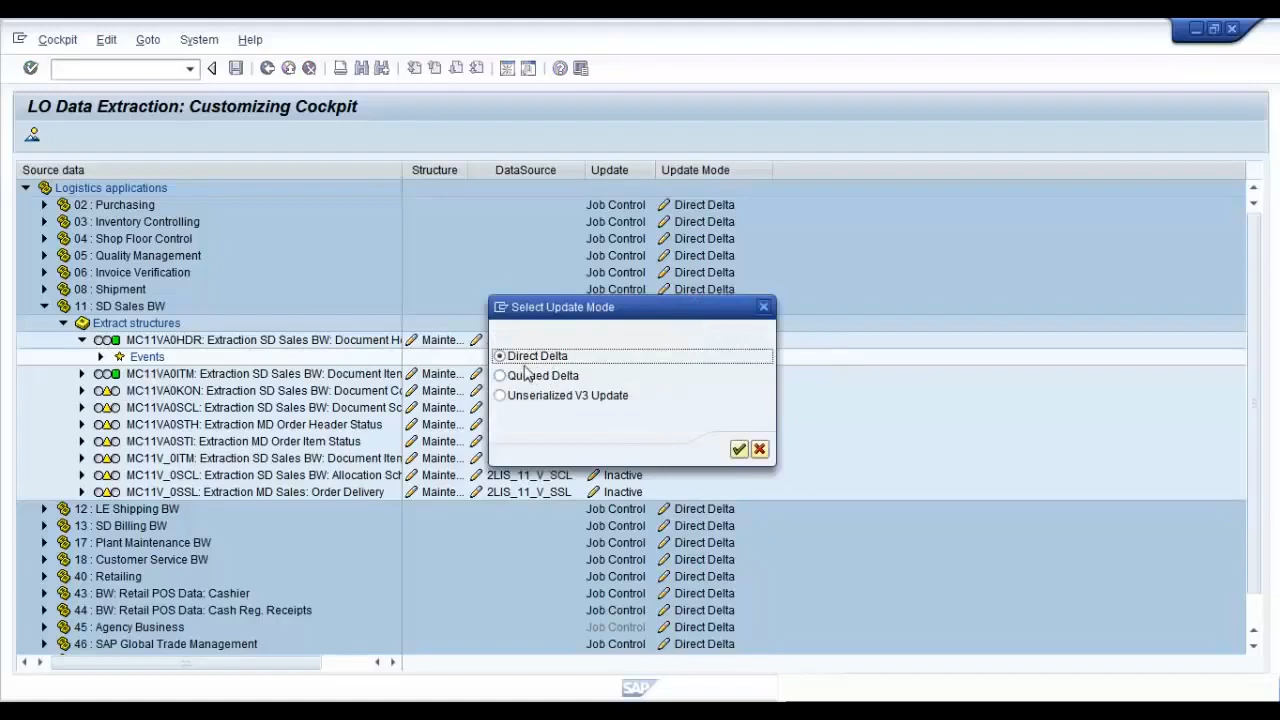 Cockpit Edit Goto System Help
LO Data Extraction: Customizing Cockpit
Source data Structure DataSource Update Update Mode
Logistics applications
02 : Purchasing Job Control Direct Delta
03 : Inventory Controlling Job Control Direct Delta
04 : Shop Floor Control Job Control Direct Delta
05 : Quality Management Job Control Direct Delta
06 : Invoice Verification Job Control Direct Delta
08 : Shipment Job Control Direct Delta
11 : SD Sales BW
Extract structures
MC11VA0HDR: Extraction SD Sales BW: Document He Mainte...
Events
MC11VA0ITM: Extraction SD Sales BW: Document Iten Mainte...
MC11VA0KON: Extraction SD Sales BW: Document Co Mainte...
MC11VA0SCL: Extraction SD Sales BW: Document Sc Mainte...
MC11VA0STH: Extraction MD Order Header Status Mainte...
MC11VA0STI: Extraction MD Order Item Status Mainte...
MC11V_0ITM: Extraction SD Sales BW: Document Iten Mainte...
MC11V_0SCL: Extraction SD Sales BW: Allocation Sch Mainte... 2LIS_11_V_SCL Inactive
MC11V_0SSL: Extraction MD Sales: Order Delivery Mainte... 2LIS_11_V_SSL Inactive
12 : LE Shipping BW Job Control Direct Delta
13 : SD Billing BW Job Control Direct Delta
17 : Plant Maintenance BW Job Control Direct Delta
18 : Customer Service BW Job Control Direct Delta
40 : Retailing Job Control Direct Delta
43 : BW: Retail POS Data: Cashier Job Control Direct Delta
44 : BW: Retail POS Data: Cash Reg. Receipts Job Control Direct Delta
45 : Agency Business Job Control Direct Delta
46 : SAP Global Trade Management Job Control Direct Delta
Select Update Mode
Direct Delta
Queued Delta
Unserialized V3 Update
SAP